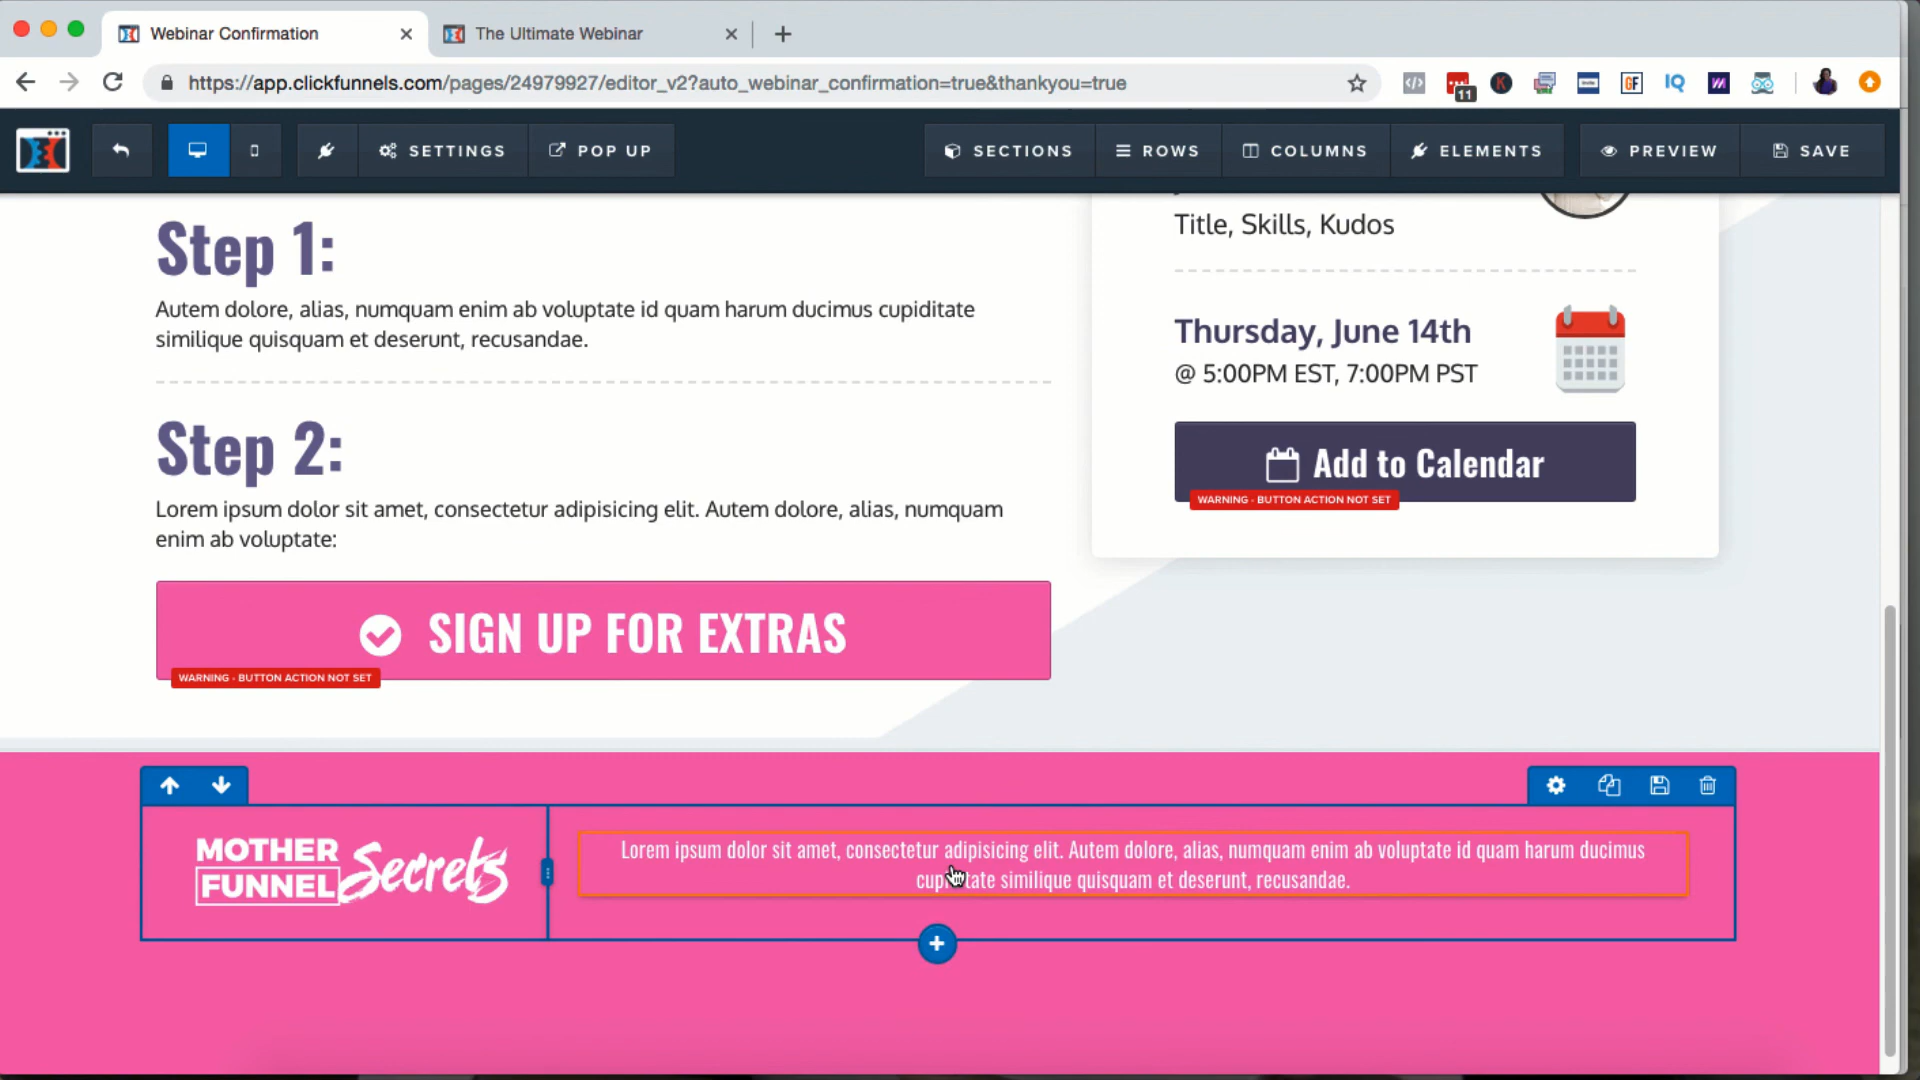 Webinar Confirmation
The Ultimate Webinar
https://app.clickfunnels.com/pages/24979927/editor_v2?auto_webinar_confirmation=true&thankyou=true
11
GF
IQ
K
SETTINGS
POP UP
SECTIONS
ROWS
COLUMNS
ELEMENTS
PREVIEW
SAVE
Step 1:
Autem dolore, alias, numquam enim ab voluptate id quam harum ducimus cupiditate
similique quisquam et deserunt, recusandae.
Step 2:
Lorem ipsum dolor sit amet, consectetur adipisicing elit. Autem dolore, alias, numquam
enim ab voluptate:
SIGN UP FOR EXTRAS
WARNING - BUTTON ACTION NOT SET
Title, Skills, Kudos
Thursday, June 14th
@ 5:00PM EST, 7:00PM PST
Add to Calendar
WARNING - BUTTON ACTION NOT SET
MOTHER
FUNNEL Secrets
Lorem ipsum dolor sit amet, consectetur adipisicing elit. Autem dolore, alias, numquam enim ab voluptate id quam harum ducimus
cupiditate similique quisquam et deserunt, recusandae.